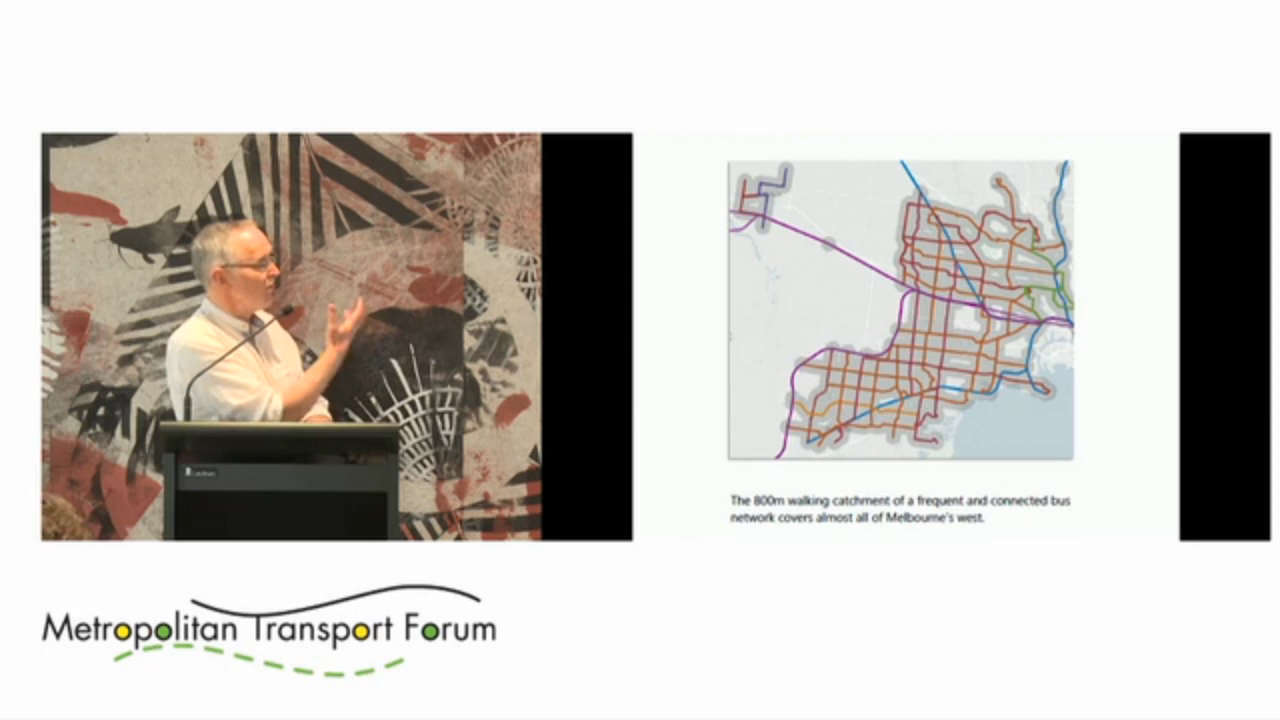 The 800m walking catchment of a frequent and connected bus
network covers almost all of Melbourne's west.
Metropolitan Transport Forum